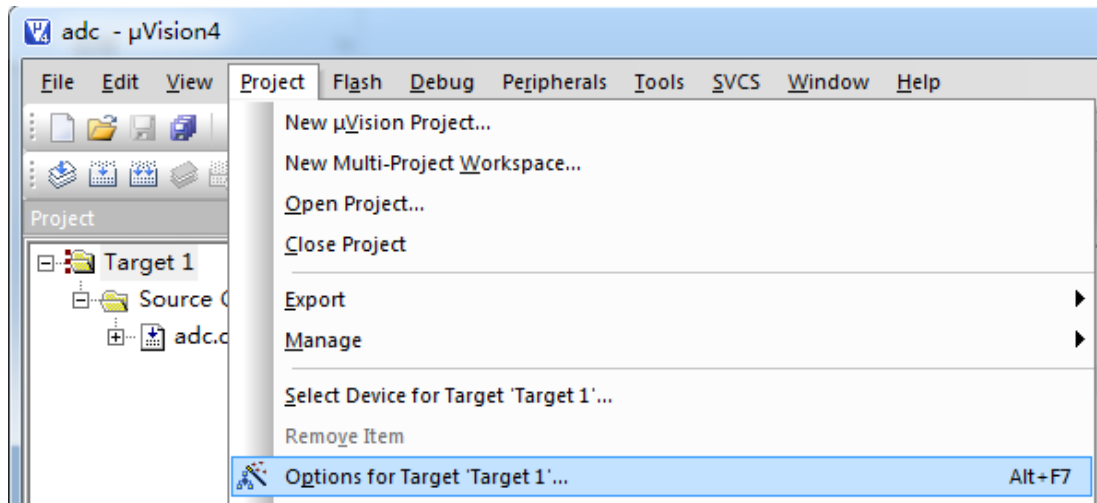 adc - µVision4
File Edit View Project Flash Debug Peripherals Tools SVCS Window Help
New µVision Project...
New Multi-Project Workspace...
Project
Open Project...
Close Project
Target 1
Source
Export
adc.c
Manage
Select Device for Target 'Target 1'...
Remove Item
Options for Target 'Target 1'... Alt+F7